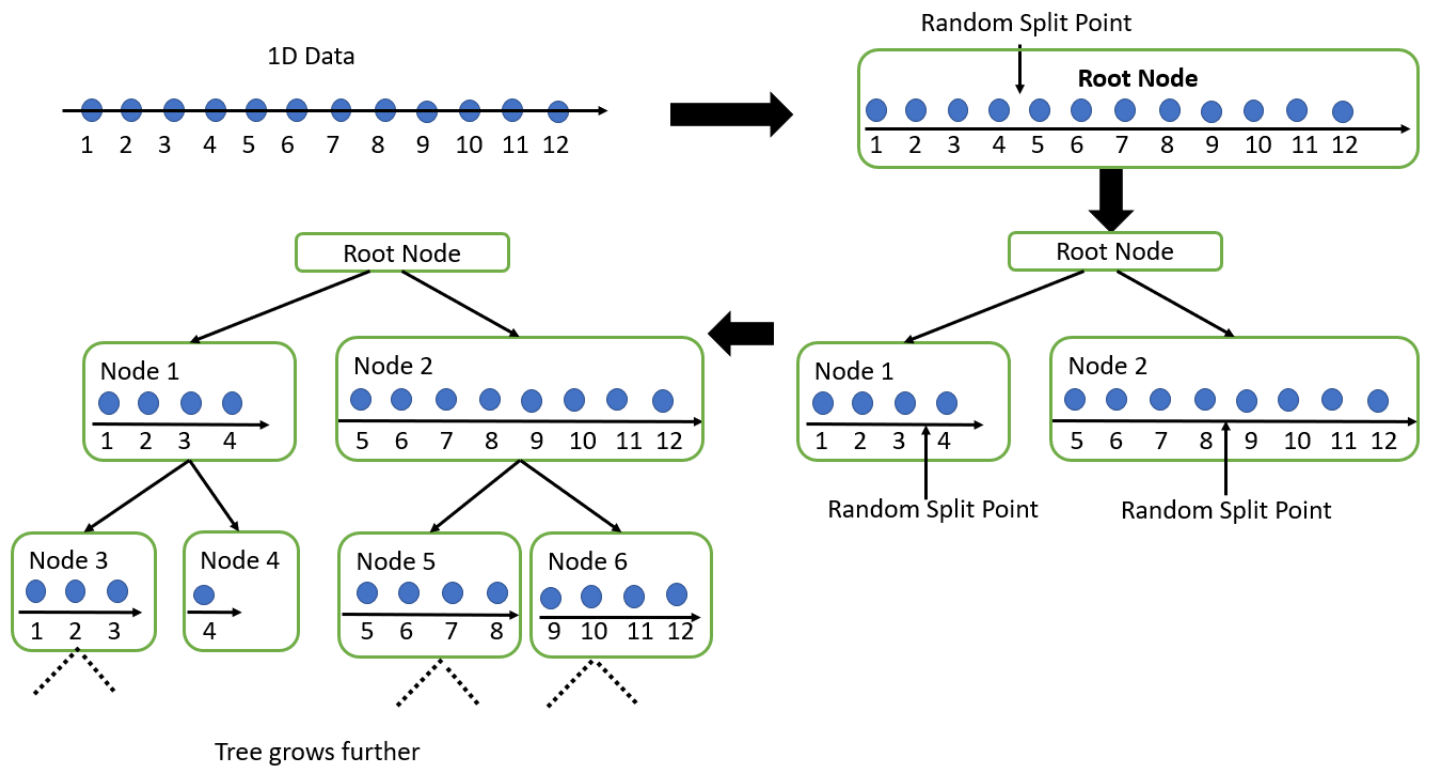 1D Data
1 2 3 4 5 6 7 8 9 10 11 12
Random Split Point
Root Node
1 2 3 4 5 6 7 8 9 10 11 12
Root Node
Node 1
1 2 3 4
Random Split Point
Node 2
5 6 7 8 9 10 11 12
Random Split Point
Root Node
Node 1
1 2 3 4
Node 2
5 6 7 8 9 10 11 12
Node 3
1 2 3
Node 4
4
Node 5
5 6 7 8
Node 6
9 10 11 12
Tree grows further